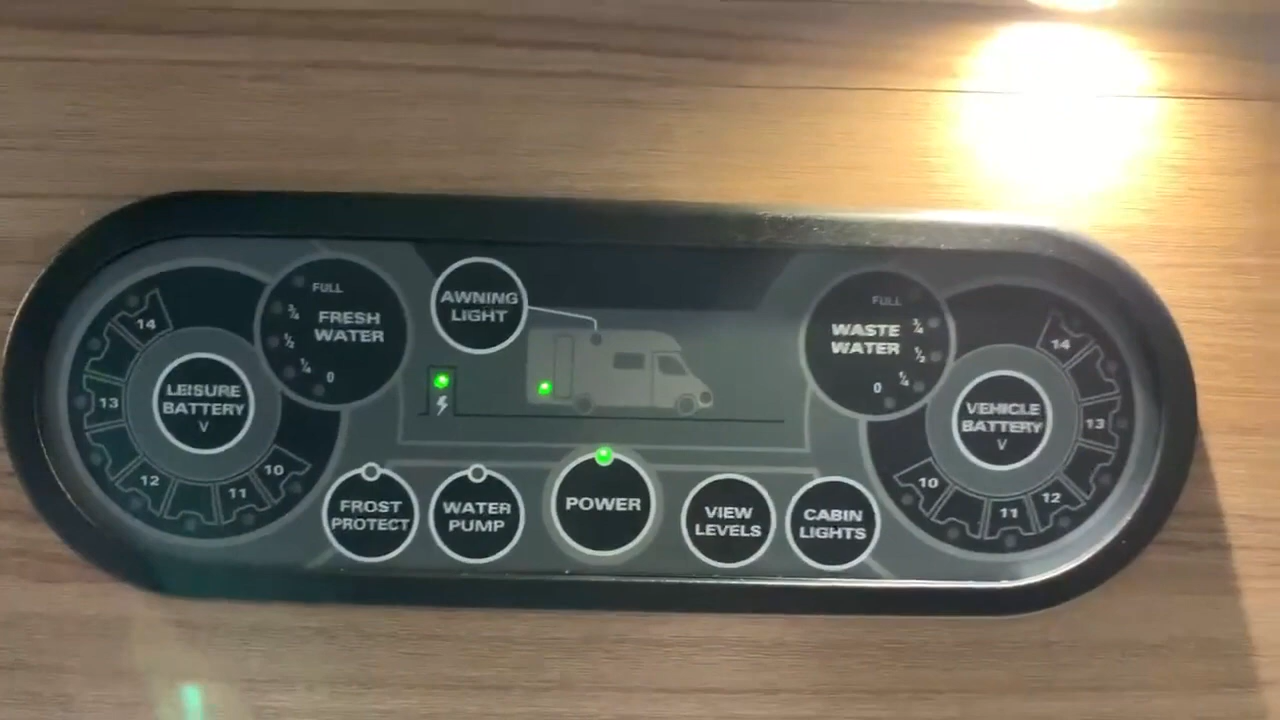 14
13
12
11
10
LEISURE
BATTERY
V
FULL
¾
½
¼
0
FRESH
WATER
AWNING
LIGHT
FULL
¾
½
¼
0
WASTE
WATER
14
13
12
11
10
VEHICLE
BATTERY
V
FROST
PROTECT
WATER
PUMP
POWER
VIEW
LEVELS
CABIN
LIGHTS